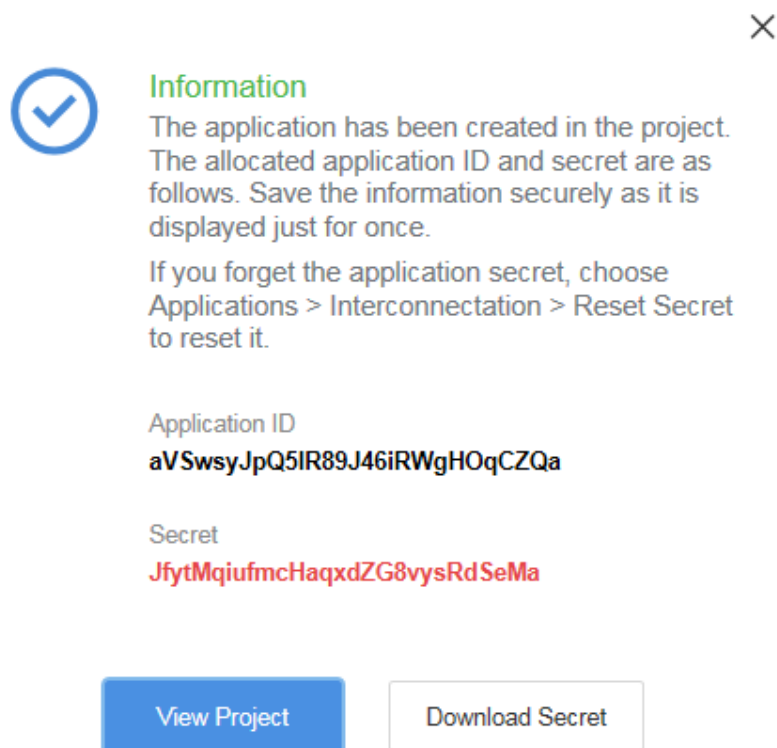 Information
The application has been created in the project.
The allocated application ID and secret are as
follows. Save the information securely as it is
displayed just for once.
If you forget the application secret, choose
Applications > Interconnectation > Reset Secret
to reset it.
Application ID
aVSwsyJpQ5IR89J46iRWgHOqCZQa
Secret
JfytMqiufmcHaqxdZG8vysRdSeMa
View Project
Download Secret